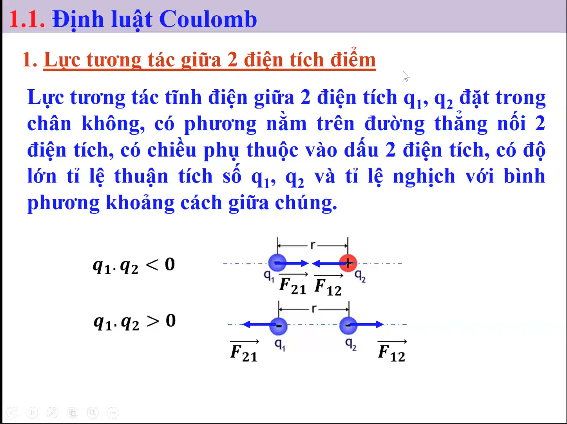 1.1. Định luật Coulomb
1. Lực tương tác giữa 2 điện tích điểm
Lực tương tác tĩnh điện giữa 2 điện tích q₁, q₂ đặt trong
chân không, có phương nằm trên đường thẳng nối 2
điện tích, có chiều phụ thuộc vào dấu 2 điện tích, có độ
lớn tỉ lệ thuận tích số q₁, q₂ và tỉ lệ nghịch với bình
phương khoảng cách giữa chúng.
r
q₁. q₂ < 0
- +
q₁ F₂₁ F₁₂ q₂
r
q₁. q₂ > 0
- -
F₂₁ q₁ q₂ F₁₂